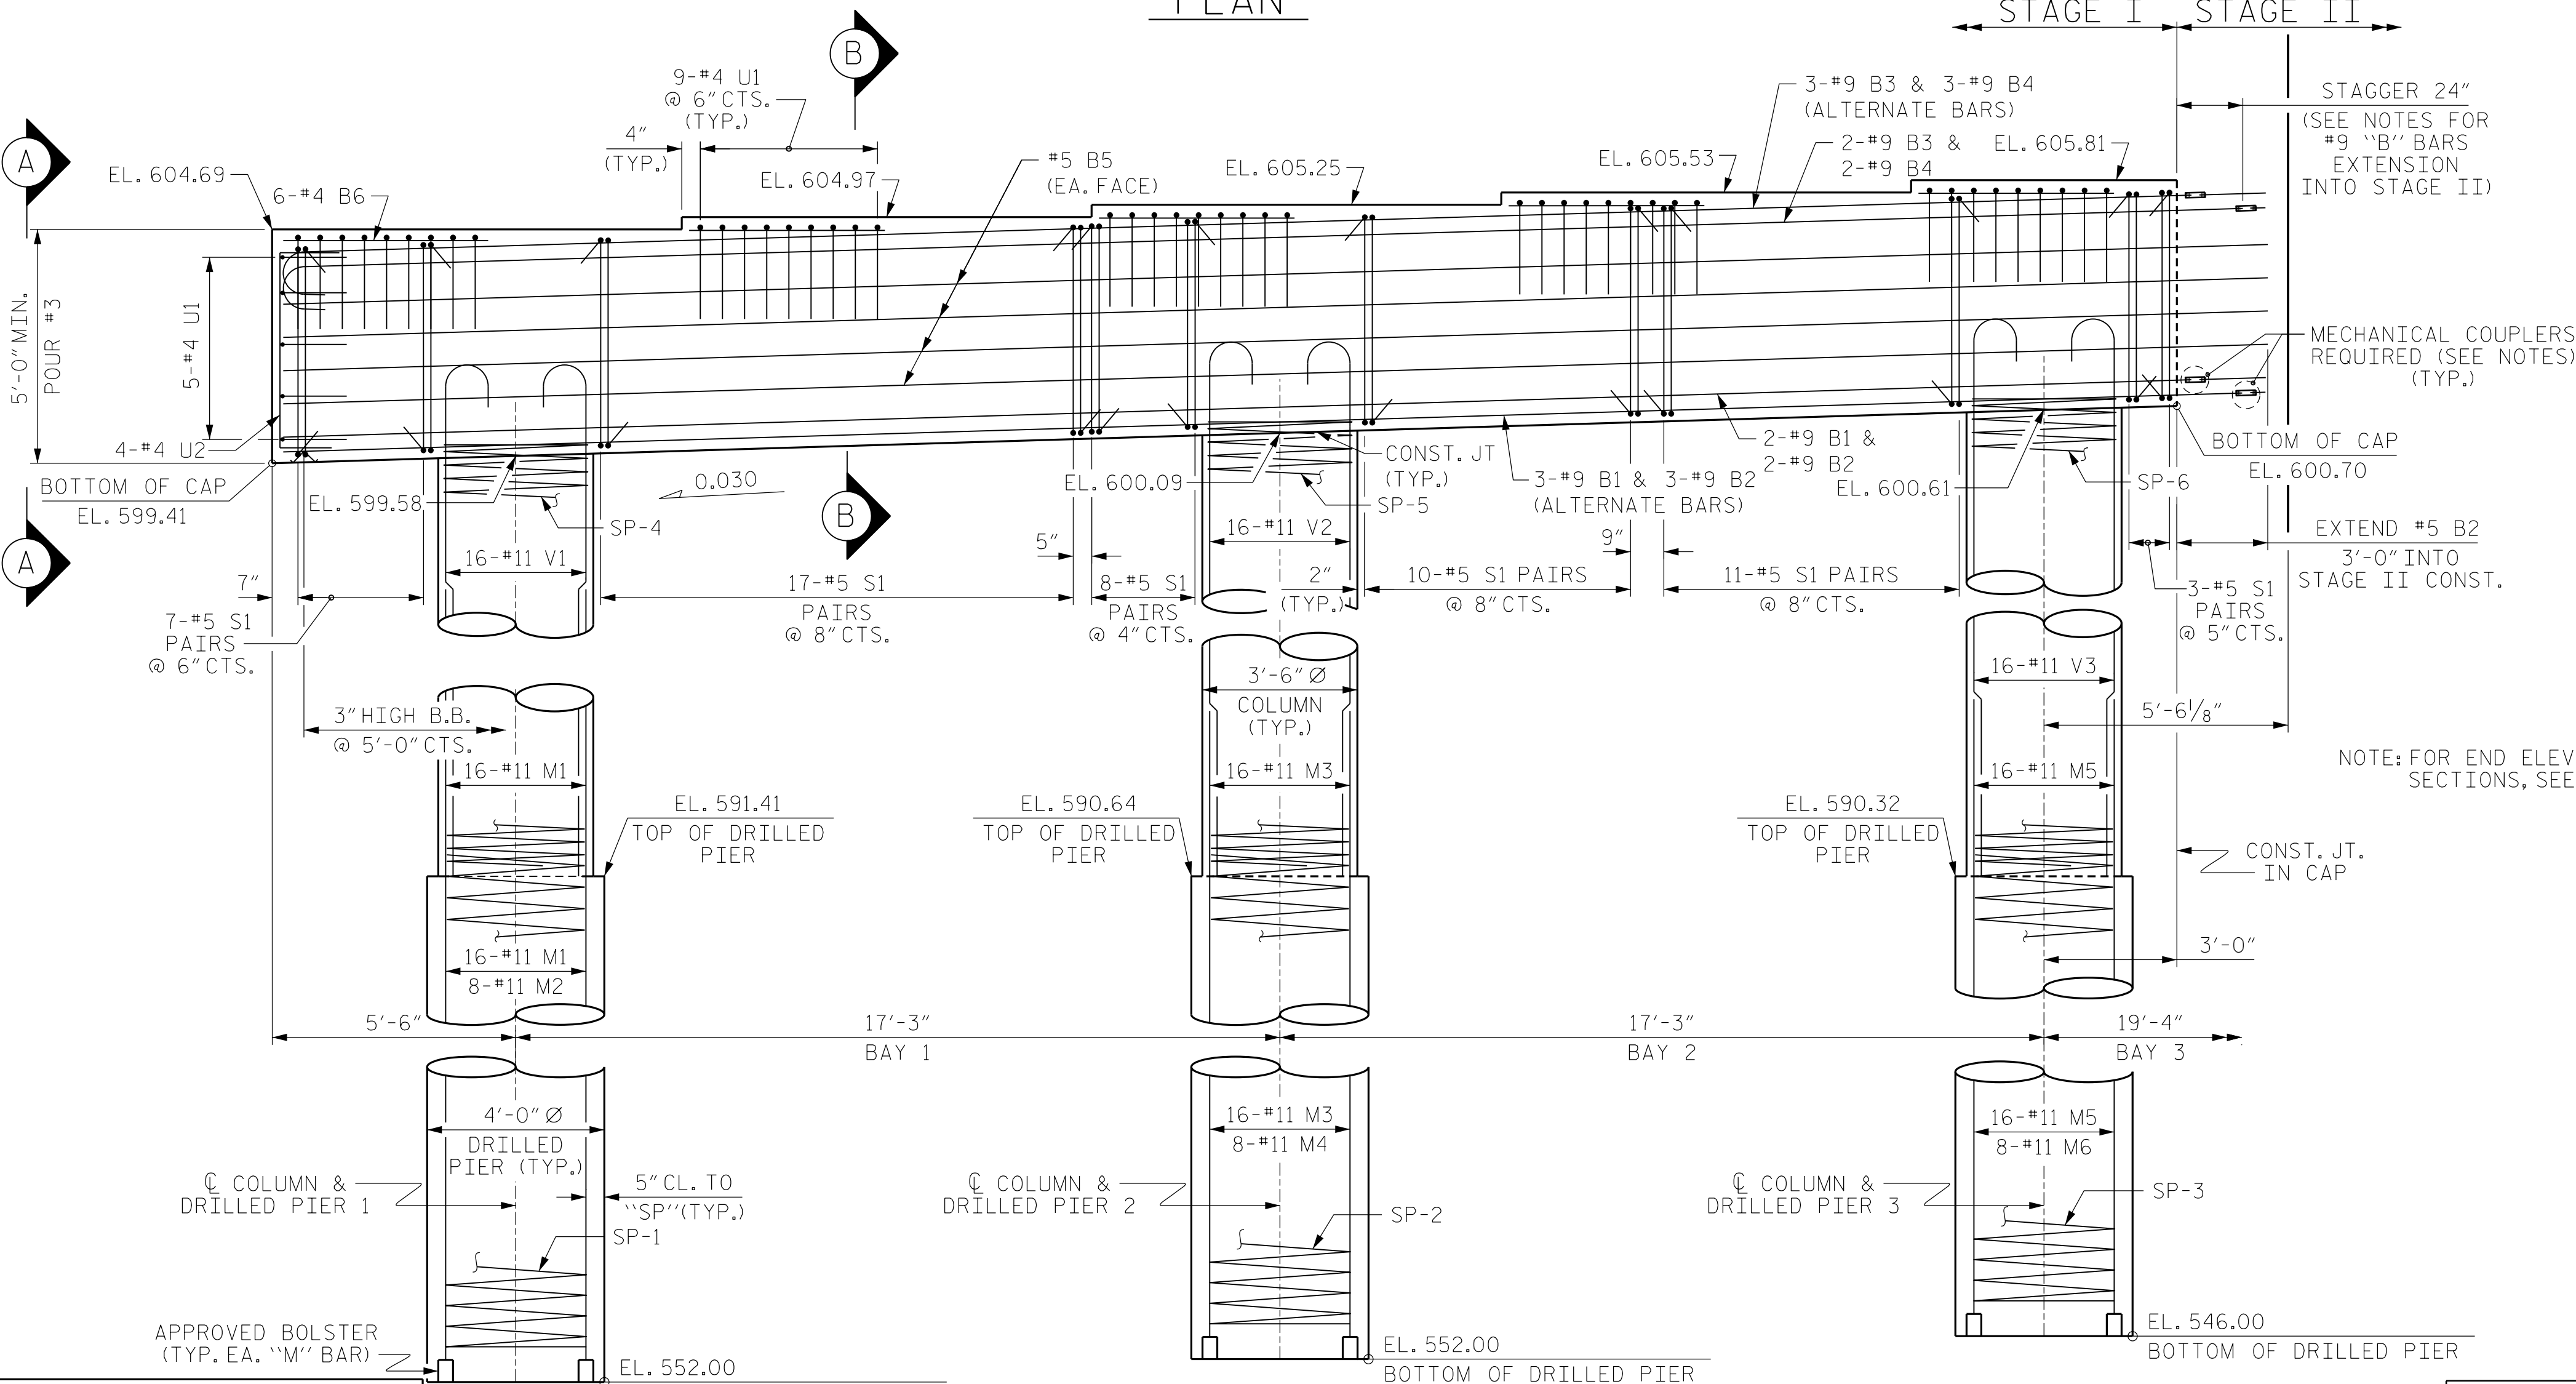 PLAN
STAGE I
STAGE II
B
9-#4 U1
@ 6" CTS.
(TYP.)
4"
(TYP.)
3-#9 B3 & 3-#9 B4
(ALTERNATE BARS)
2-#9 B3 &
2-#9 B4
STAGGER 24"
(SEE NOTES FOR
#9 "B" BARS
EXTENSION
INTO STAGE II)
A
EL. 604.69
6-#4 B6
EL. 604.97
#5 B5
(EA. FACE)
EL. 605.25
EL. 605.53
EL. 605.81
5'-0" MIN.
POUR #3
5-#4 U1
4-#4 U2
MECHANICAL COUPLERS
REQUIRED (SEE NOTES)
(TYP.)
BOTTOM OF CAP
EL. 599.41
EL. 599.58
SP-4
0.030
B
EL. 600.09
CONST. JT
(TYP.)
SP-5
3-#9 B1 & 3-#9 B2
(ALTERNATE BARS)
2-#9 B1 &
2-#9 B2
EL. 600.61
SP-6
BOTTOM OF CAP
EL. 600.70
A
7"
7-#5 S1
PAIRS
@ 6" CTS.
16-#11 V1
17-#5 S1
PAIRS
@ 8" CTS.
5"
8-#5 S1
PAIRS
@ 4" CTS.
16-#11 V2
2"
(TYP.)
10-#5 S1 PAIRS
@ 8" CTS.
9"
11-#5 S1 PAIRS
@ 8" CTS.
3-#5 S1
PAIRS
@ 5" CTS.
EXTEND #5 B2
3'-0" INTO
STAGE II CONST.
3" HIGH B.B.
@ 5'-0" CTS.
3'-6" Ø
COLUMN
(TYP.)
16-#11 V3
5'-6 1/8"
NOTE: FOR END ELEV
SECTIONS, SEE
16-#11 M1
16-#11 M3
16-#11 M5
EL. 591.41
TOP OF DRILLED
PIER
EL. 590.64
TOP OF DRILLED
PIER
EL. 590.32
TOP OF DRILLED
PIER
CONST. JT.
IN CAP
16-#11 M1
8-#11 M2
3'-0"
5'-6"
17'-3"
BAY 1
17'-3"
BAY 2
19'-4"
BAY 3
4'-0" Ø
DRILLED
PIER (TYP.)
16-#11 M3
8-#11 M4
16-#11 M5
8-#11 M6
℄ COLUMN &
DRILLED PIER 1
5" CL. TO
"SP" (TYP.)
SP-1
℄ COLUMN &
DRILLED PIER 2
SP-2
℄ COLUMN &
DRILLED PIER 3
SP-3
APPROVED BOLSTER
(TYP. EA. "M" BAR)
EL. 552.00
EL. 552.00
BOTTOM OF DRILLED PIER
EL. 546.00
BOTTOM OF DRILLED PIER